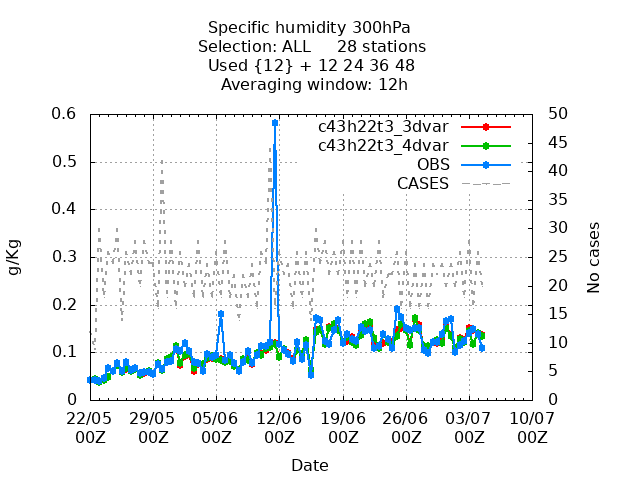 Specific humidity 300hPa
Selection: ALL     28 stations
Used {12} + 12 24 36 48
Averaging window: 12h
c43h22t3_3dvar
c43h22t3_4dvar
OBS
CASES
g/Kg
0.6
0.5
0.4
0.3
0.2
0.1
0
50
45
40
35
30
25
20
15
10
5
0
No cases
22/05 29/05 05/06 12/06 19/06 26/06 03/07 10/07
00Z 00Z 00Z 00Z 00Z 00Z 00Z 00Z
Date